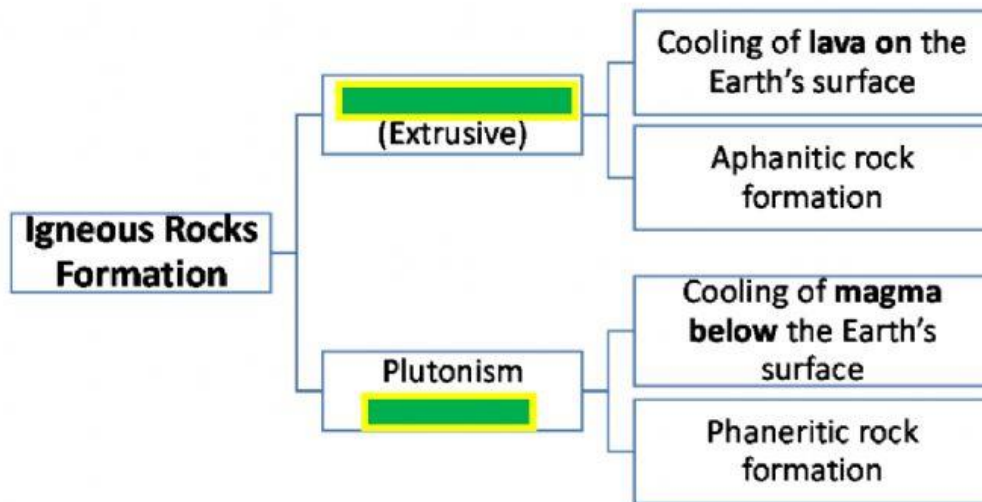 Igneous Rocks
Formation
(Extrusive)
Cooling of lava on the
Earth's surface
Aphanitic rock
formation
Plutonism
Cooling of magma
below the Earth's
surface
Phaneritic rock
formation